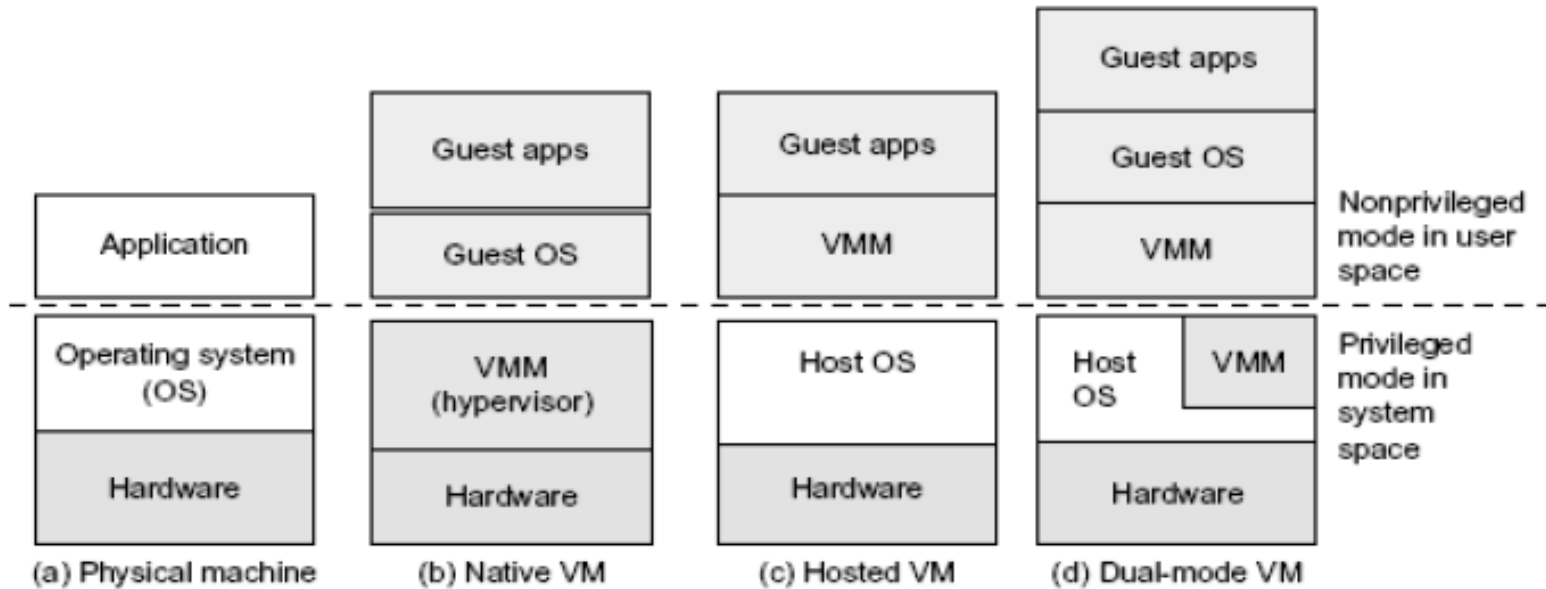 Guest apps
Guest OS
VMM
Guest apps
Guest OS
Guest apps
VMM
Application
Nonprivileged
mode in user
space
Operating system
(OS)
Hardware
VMM
(hypervisor)
Hardware
Host OS
Hardware
Host
OS
VMM
Hardware
Privileged
mode in
system
space
(a) Physical machine
(b) Native VM
(c) Hosted VM
(d) Dual-mode VM